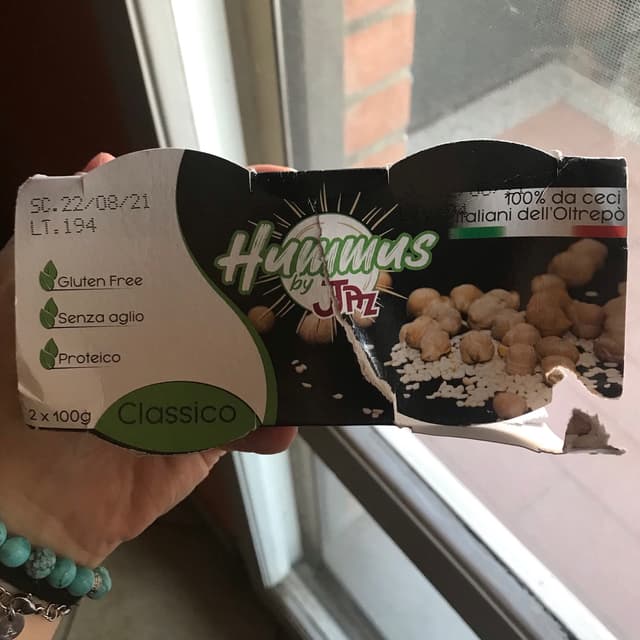 SC.22/08/21
LT.194
Gluten Free
Senza aglio
Proteico
2 x 100g
Classico
Hummus
by
JTPZ
100% da ceci
italiani dell'Oltrepò